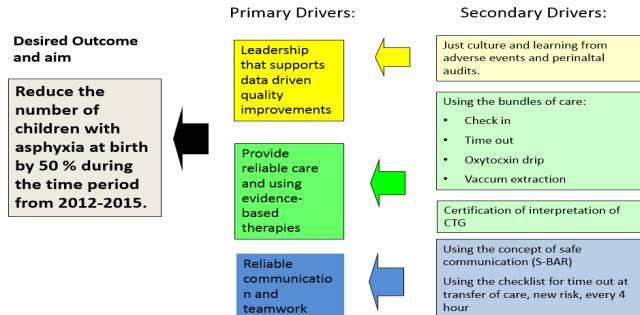 Primary Drivers:
Secondary Drivers:
Desired Outcome
and aim
Reduce the
number of
children with
asphyxia at birth
by 50 % during
the time period
from 2012-2015.
Leadership
that supports
data driven
quality
improvements
Provide
reliable care
and using
evidence-
based
therapies
Reliable
communicatio
n and
teamwork
Just culture and learning from
adverse events and perinaltal
audits.
Using the bundles of care:
• Check in
• Time out
• Oxytocxin drip
• Vaccum extraction
Certification of interpretation of
CTG
Using the concept of safe
communication (S-BAR)
Using the checklist for time out at
transfer of care, new risk, every 4
hour